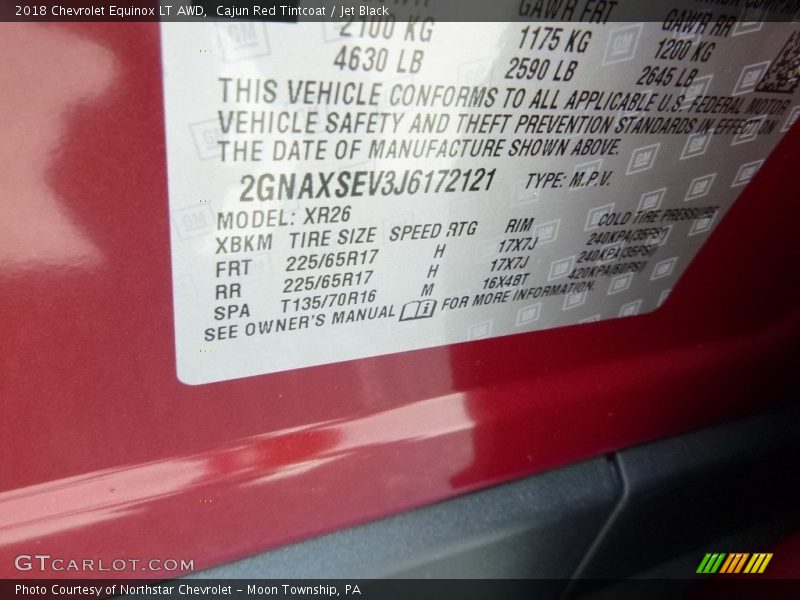 2018 Chevrolet Equinox LT AWD, Cajun Red Tintcoat / Jet Black
GAWR FRT
GAWR RR
2100 KG
1175 KG
1200 KG
4630 LB
2590 LB
2645 LB
THIS VEHICLE CONFORMS TO ALL APPLICABLE U.S. FEDERAL MOTOR
VEHICLE SAFETY AND THEFT PREVENTION STANDARDS IN EFFECT ON
THE DATE OF MANUFACTURE SHOWN ABOVE.
2GNAXSEV3J6172121 TYPE: M.P.V.
MODEL: XR26
XBKM TIRE SIZE SPEED RTG RIM COLD TIRE PRESSURE
FRT 225/65R17 H 17X7J 240KPA(35PSI)
RR 225/65R17 H 17X7J 240KPA(35PSI)
SPA T135/70R16 M 16X4BT 420KPA(60PSI)
SEE OWNER'S MANUAL FOR MORE INFORMATION.
GTCARLOT.COM
Photo Courtesy of Northstar Chevrolet – Moon Township, PA